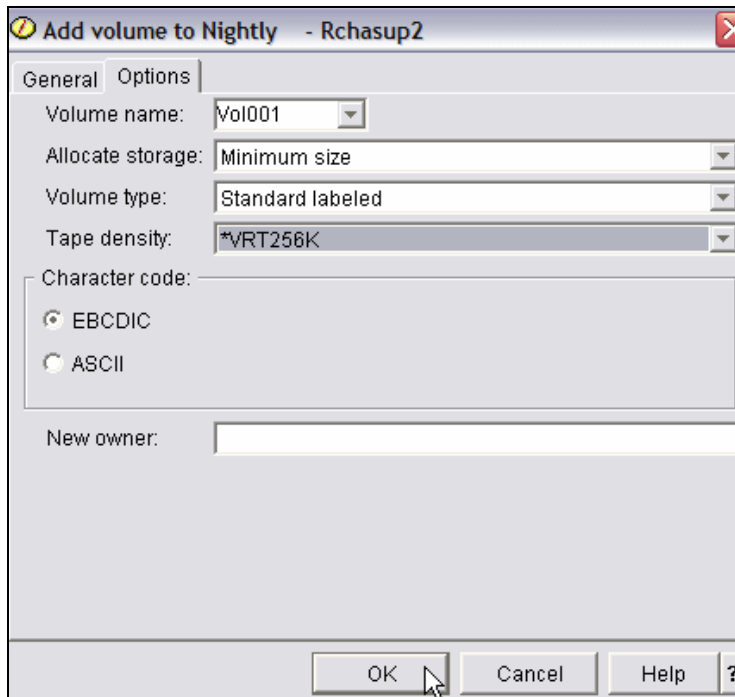 Add volume to Nightly - Rchasup2
General Options
Volume name: Vol001
Allocate storage: Minimum size
Volume type: Standard labeled
Tape density: *VRT256K
Character code:
EBCDIC
ASCII
New owner:
OK Cancel Help ?